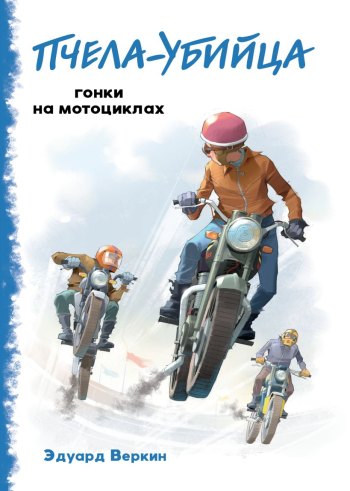 Пчела-убийца
гонки
на мотоциклах
Эдуард Веркин